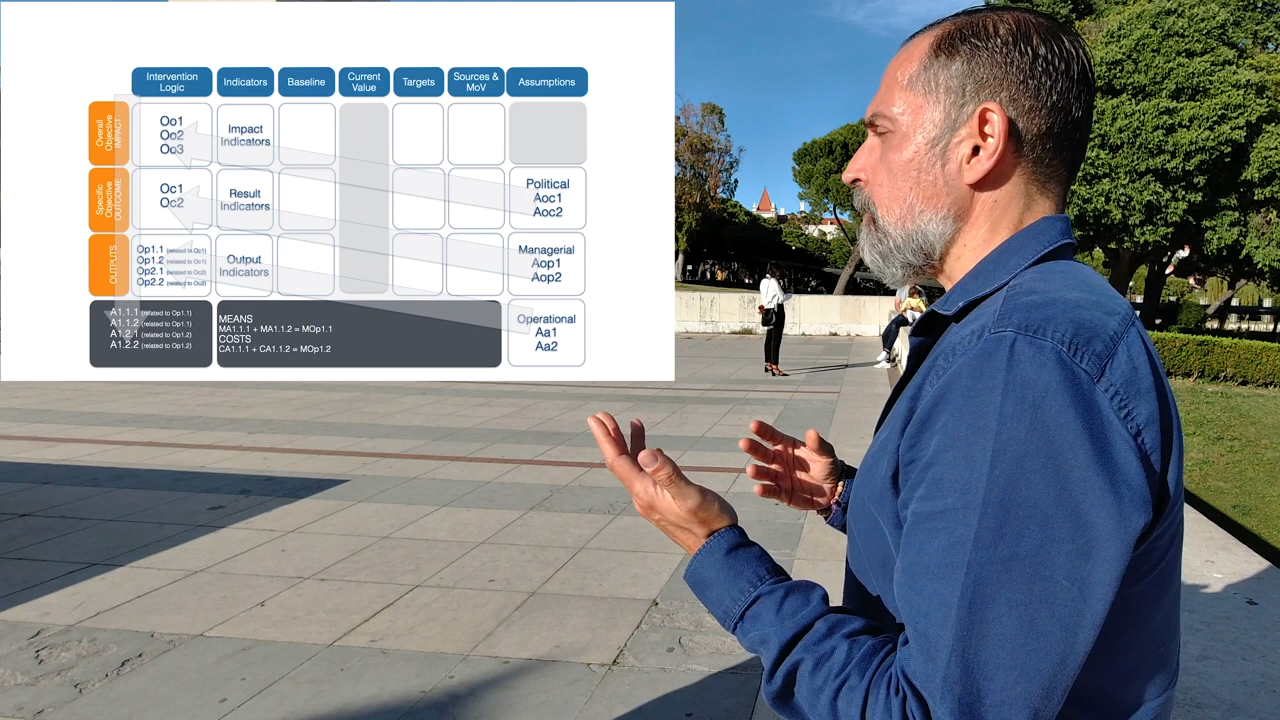 Intervention
Logic
Indicators
Baseline
Current
Value
Targets
Sources &
MoV
Assumptions
Overall
Objective
IMPACT
Oo1
Oo2
Oo3
Impact
Indicators
Specific
Objective
OUTCOME
Oc1
Oc2
Result
Indicators
Political
Aoc1
Aoc2
OUTPUTS
Op1.1 (related to Oc1)
Op1.2 (related to Oc1)
Op2.1 (related to Oc2)
Op2.2 (related to Oc2)
Output
Indicators
Managerial
Aop1
Aop2
A1.1.1 (related to Op1.1)
A1.1.2 (related to Op1.1)
A1.2.1 (related to Op1.2)
A1.2.2 (related to Op1.2)
MEANS
MA1.1.1 + MA1.1.2 = MOp1.1
COSTS
CA1.1.1 + CA1.1.2 = MOp1.2
Operational
Aa1
Aa2